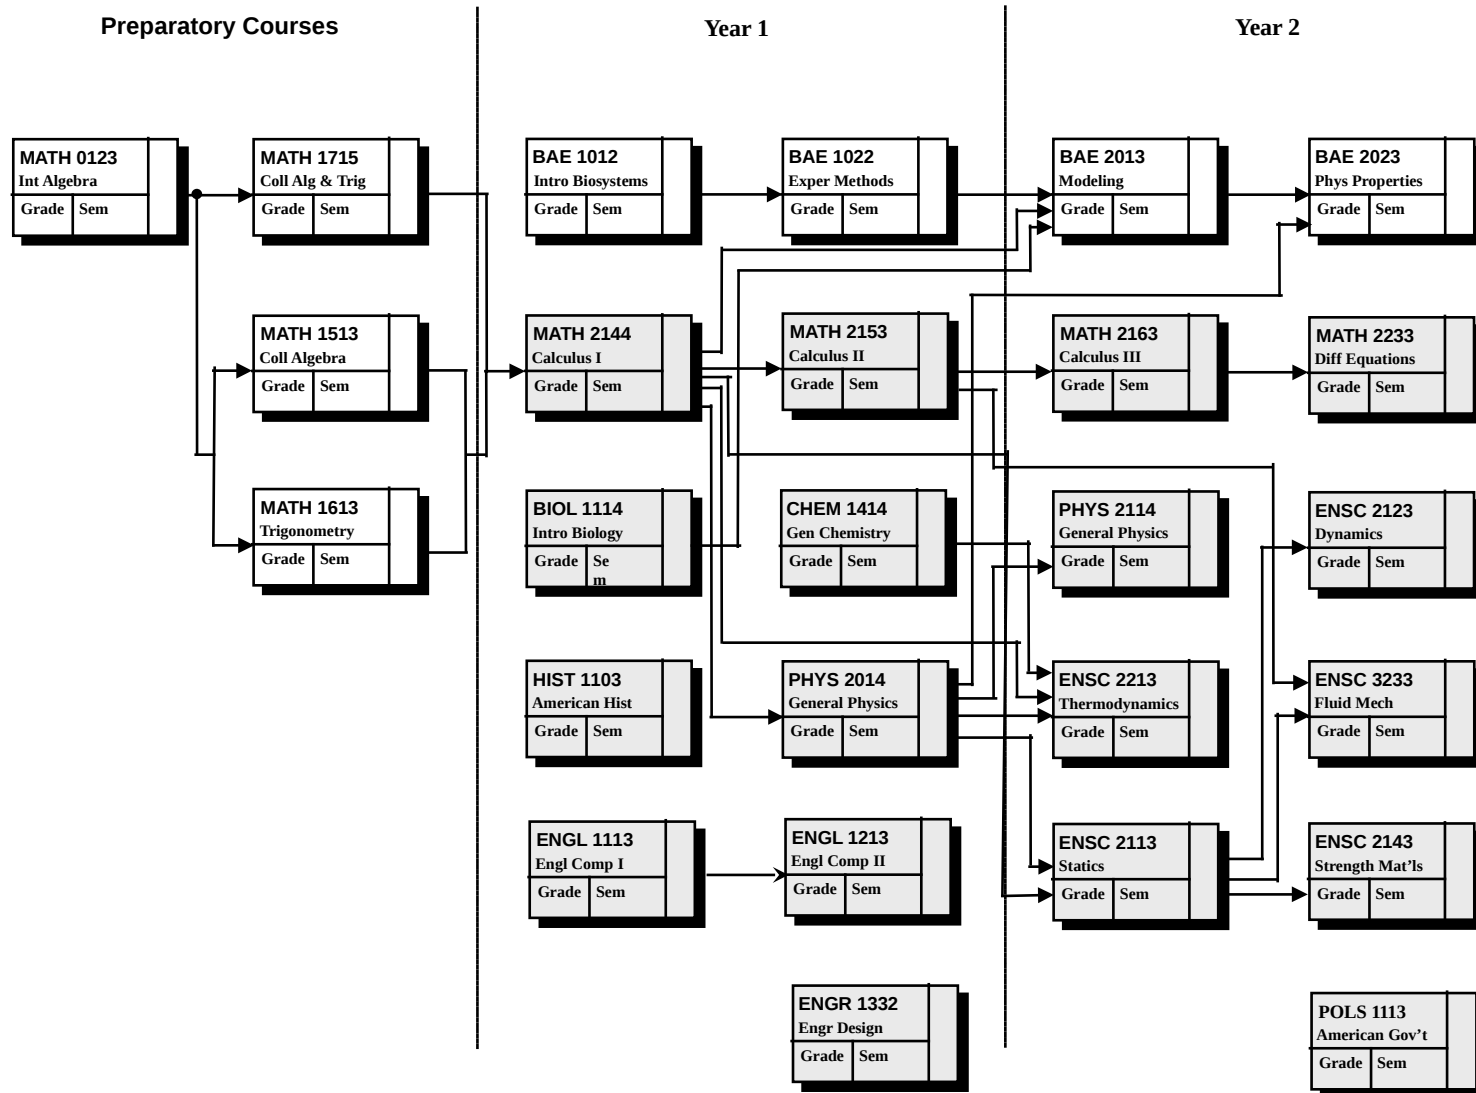 Preparatory Courses
Year 1
Year 2
MATH 0123
Int Algebra
Grade Sem
MATH 1715
Coll Alg & Trig
Grade Sem
BAE 1012
Intro Biosystems
Grade Sem
BAE 1022
Exper Methods
Grade Sem
BAE 2013
Modeling
Grade Sem
BAE 2023
Phys Properties
Grade Sem
MATH 1513
Coll Algebra
Grade Sem
MATH 2144
Calculus I
Grade Sem
MATH 2153
Calculus II
Grade Sem
MATH 2163
Calculus III
Grade Sem
MATH 2233
Diff Equations
Grade Sem
MATH 1613
Trigonometry
Grade Sem
BIOL 1114
Intro Biology
Grade Se
m
CHEM 1414
Gen Chemistry
Grade Sem
PHYS 2114
General Physics
Grade Sem
ENSC 2123
Dynamics
Grade Sem
HIST 1103
American Hist
Grade Sem
PHYS 2014
General Physics
Grade Sem
ENSC 2213
Thermodynamics
Grade Sem
ENSC 3233
Fluid Mech
Grade Sem
ENGL 1113
Engl Comp I
Grade Sem
ENGL 1213
Engl Comp II
Grade Sem
ENSC 2113
Statics
Grade Sem
ENSC 2143
Strength Mat’ls
Grade Sem
ENGR 1332
Engr Design
Grade Sem
POLS 1113
American Gov’t
Grade Sem